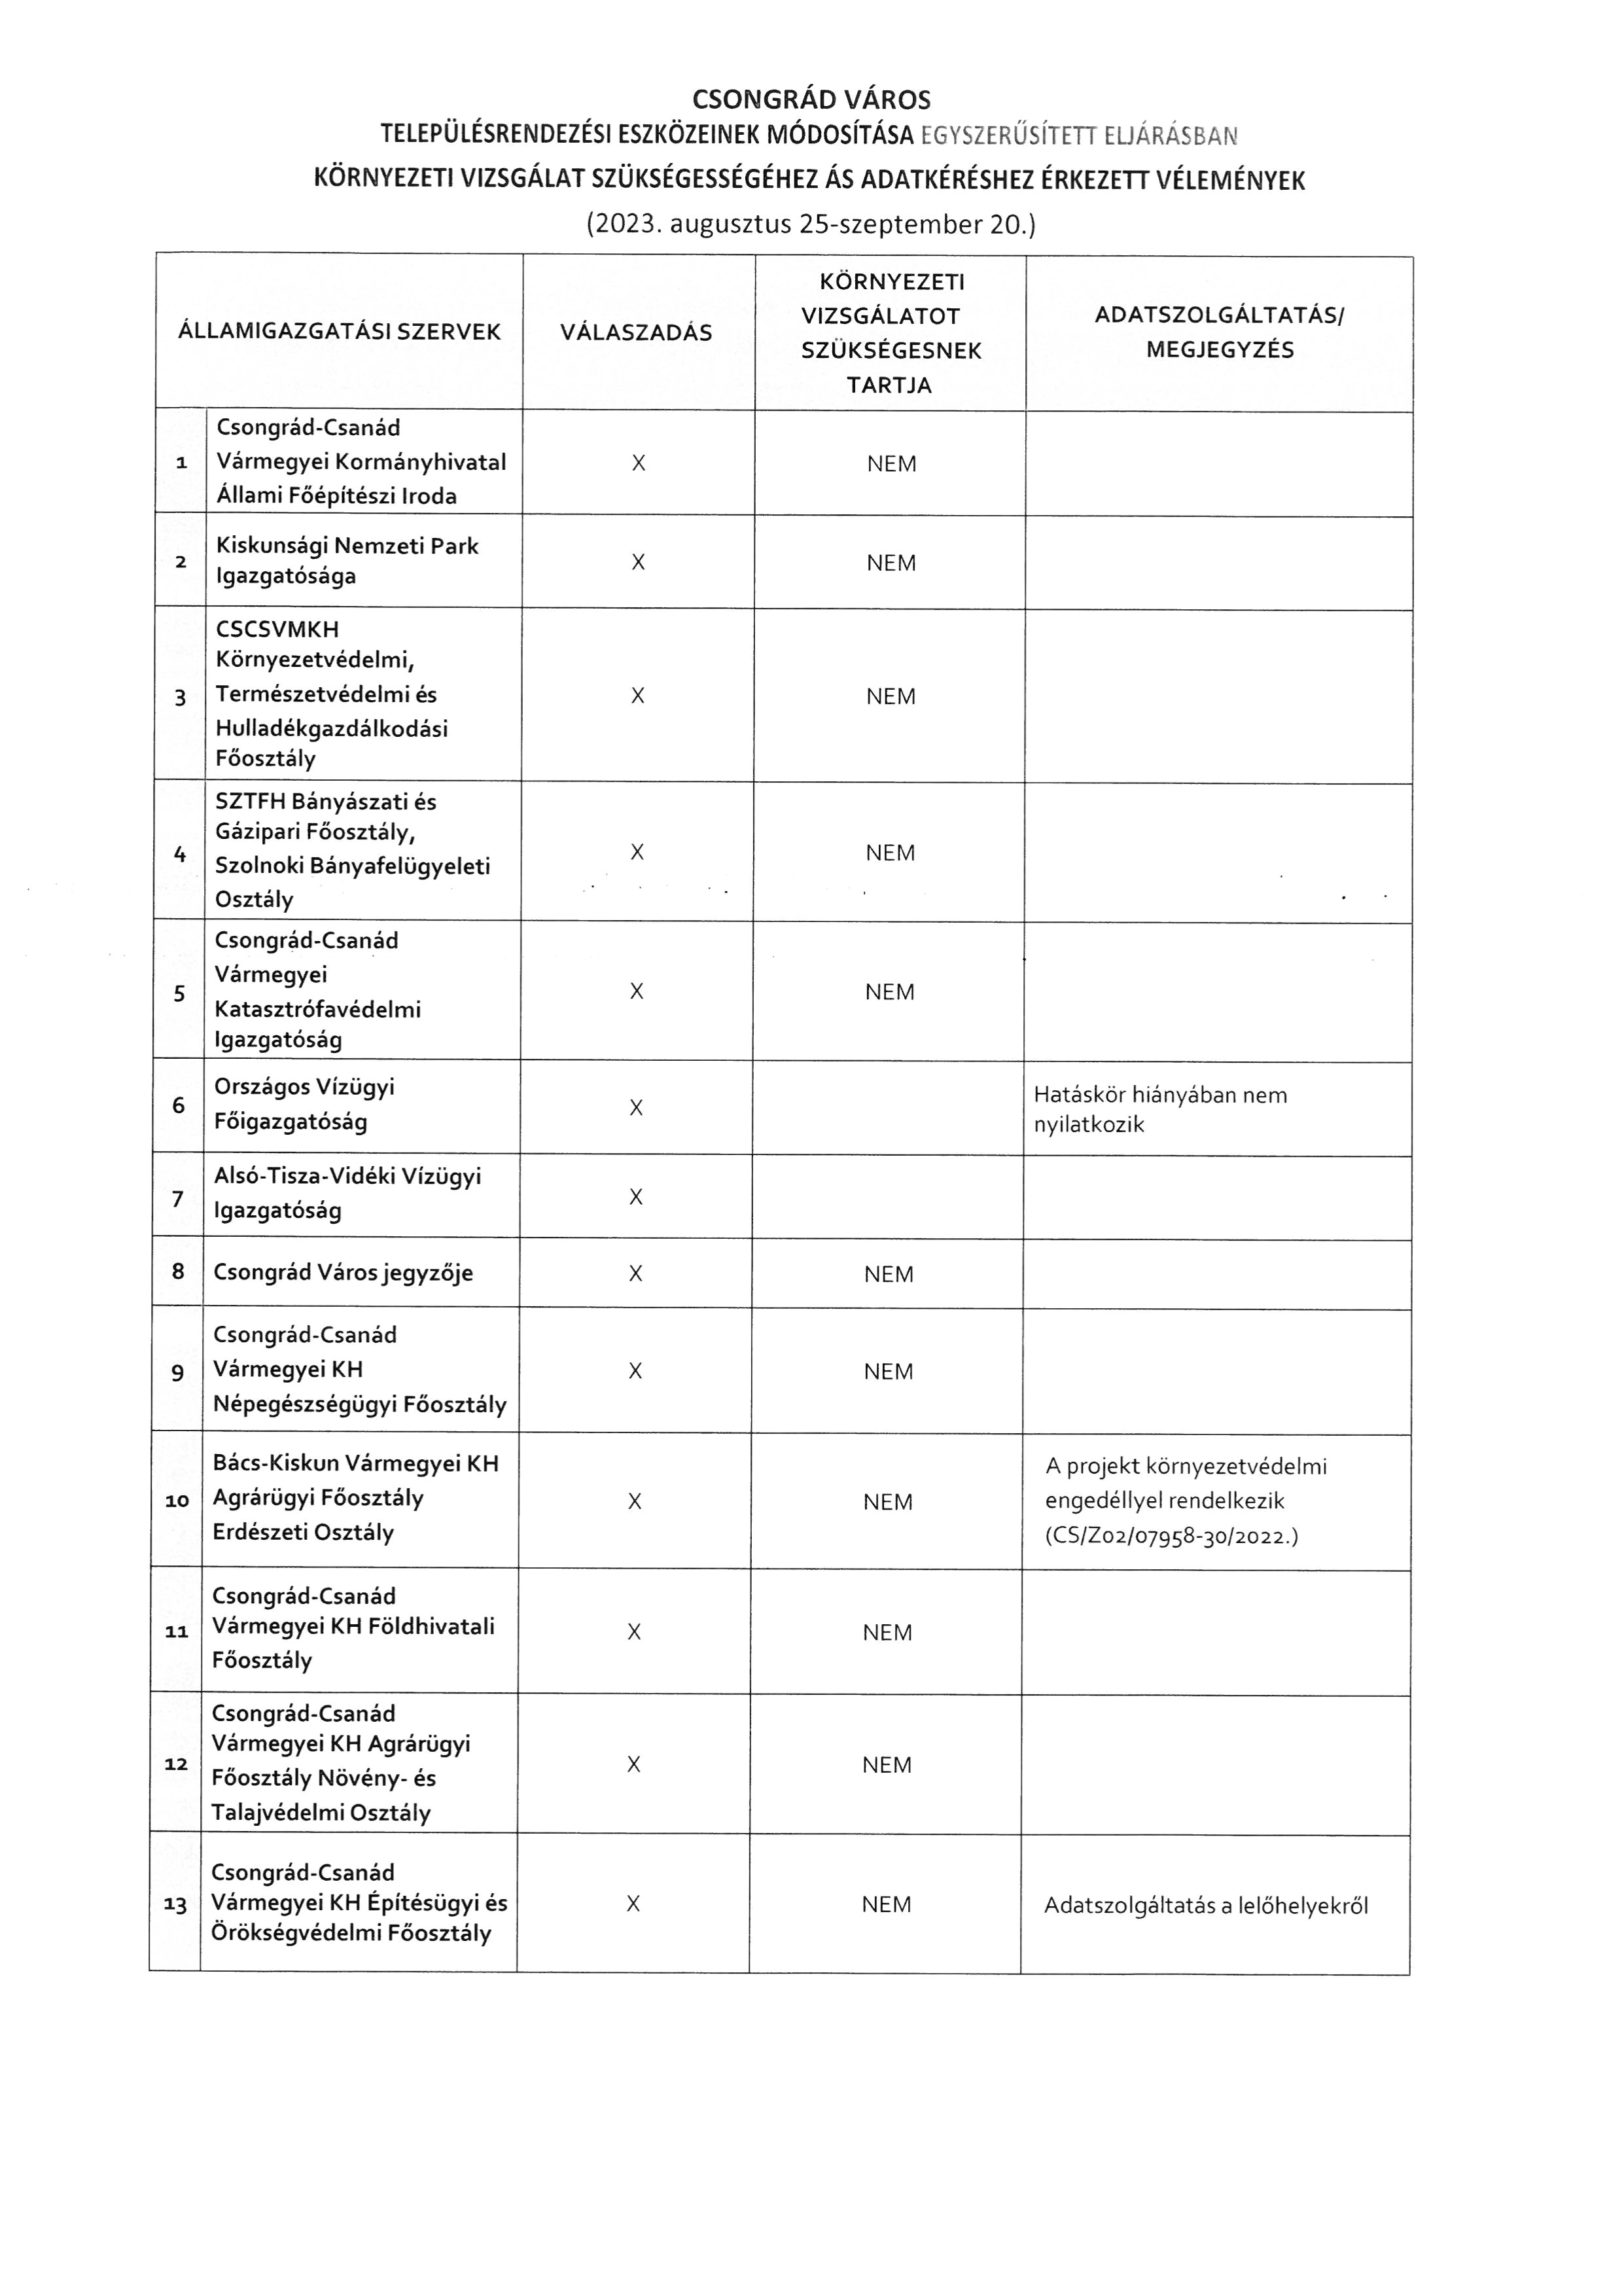 CSONGRÁD VÁROS
TELEPÜLÉSRENDEZÉSI ESZKÖZEINEK MÓDOSÍTÁSA EGYSZERŰSÍTETT ELJÁRÁSBAN
KÖRNYEZETI VIZSGÁLAT SZÜKSÉGESSÉGÉHEZ ÁS ADATKÉRÉSHEZ ÉRKEZETT VÉLEMÉNYEK
(2023. augusztus 25-szeptember 20.)
ÁLLAMIGAZGATÁSI SZERVEK
VÁLASZADÁS
KÖRNYEZETI
VIZSGÁLATOT
SZÜKSÉGESNEK
TARTJA
ADATSZOLGÁLTATÁS/
MEGJEGYZÉS
1
Csongrád-Csanád
Vármegyei Kormányhivatal
Állami Főépítészi Iroda
X
NEM
2
Kiskunsági Nemzeti Park
Igazgatósága
X
NEM
3
CSCSVMKH
Környezetvédelmi,
Természetvédelmi és
Hulladékgazdálkodási
Főosztály
X
NEM
4
SZTFH Bányászati és
Gázipari Főosztály,
Szolnoki Bányafelügyeleti
Osztály
X
NEM
5
Csongrád-Csanád
Vármegyei
Katasztrófavédelmi
Igazgatóság
X
NEM
6
Országos Vízügyi
Főigazgatóság
X
Hatáskör hiányában nem
nyilatkozik
7
Alsó-Tisza-Vidéki Vízügyi
Igazgatóság
X
8
Csongrád Város jegyzője
X
NEM
9
Csongrád-Csanád
Vármegyei KH
Népegészségügyi Főosztály
X
NEM
10
Bács-Kiskun Vármegyei KH
Agrárügyi Főosztály
Erdészeti Osztály
X
NEM
A projekt környezetvédelmi
engedéllyel rendelkezik
(CS/Z02/07958-30/2022.)
11
Csongrád-Csanád
Vármegyei KH Földhivatali
Főosztály
X
NEM
12
Csongrád-Csanád
Vármegyei KH Agrárügyi
Főosztály Növény- és
Talajvédelmi Osztály
X
NEM
13
Csongrád-Csanád
Vármegyei KH Építésügyi és
Örökségvédelmi Főosztály
X
NEM
Adatszolgáltatás a lelőhelyekről